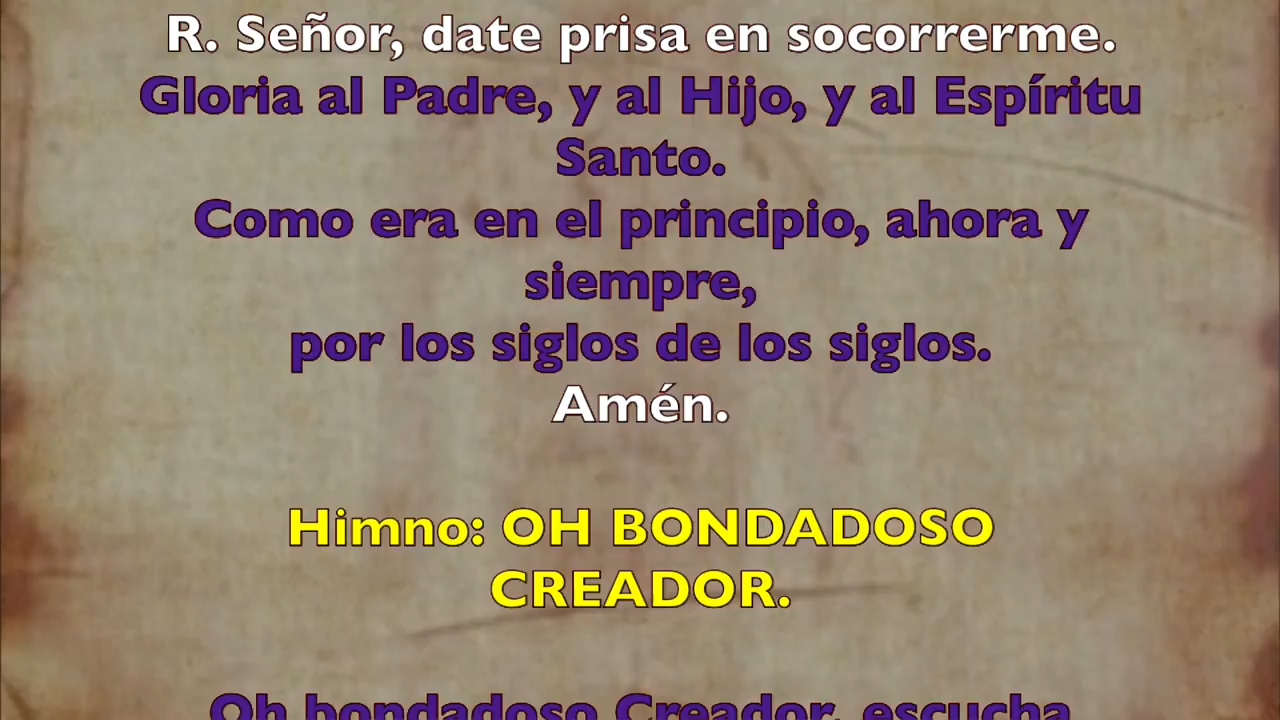 R. Señor, date prisa en socorrerme.
Gloria al Padre, y al Hijo, y al Espíritu
Santo.
Como era en el principio, ahora y
siempre,
por los siglos de los siglos.
Amén.
Himno: OH BONDADOSO
CREADOR.
Oh bondadoso Creador, escucha